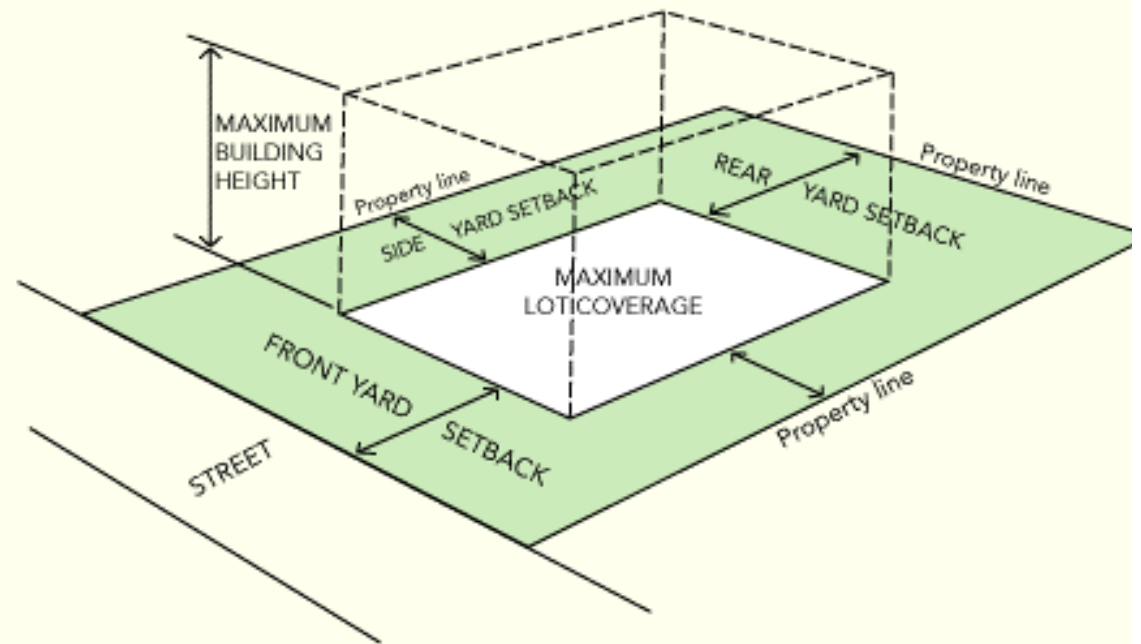 MAXIMUM
BUILDING
HEIGHT
Property line
SIDE YARD SETBACK
REAR YARD SETBACK
Property line
MAXIMUM
LOTICOVERAGE
FRONT YARD SETBACK
Property line
STREET